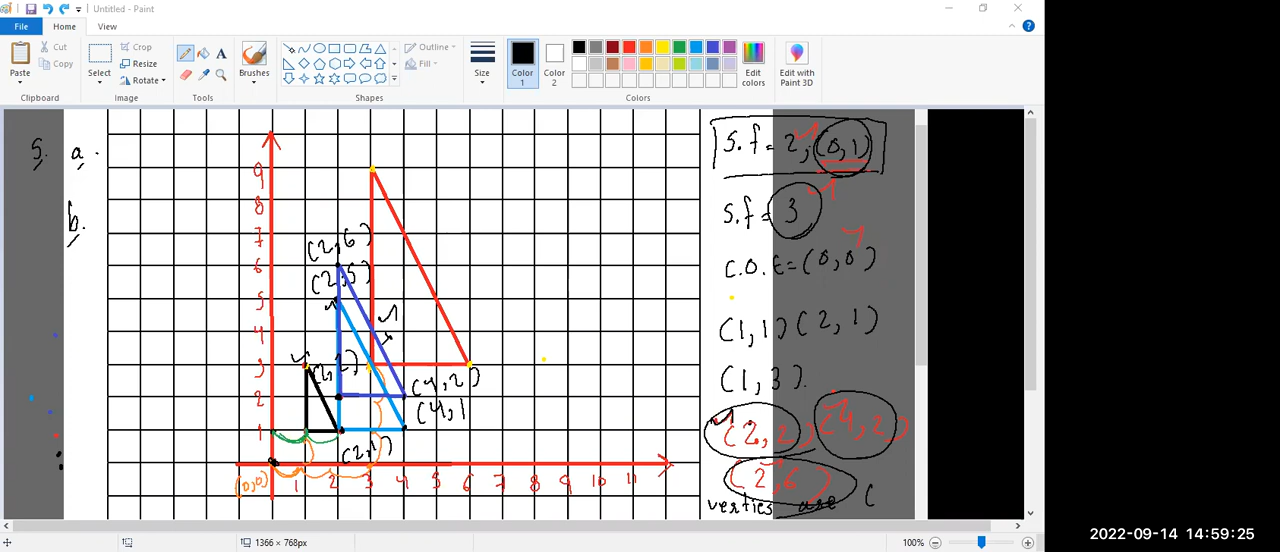 Untitled - Paint
File Home View
Paste
Cut
Copy
Clipboard
Select
Crop
Resize
Rotate
Image
Tools
Brushes
Shapes
Outline
Fill
Size
Color 1
Color 2
Colors
Edit colors
Edit with Paint 3D
5. a.
b.
9
8
7
6
5
4
3
2
1
(0,0) 1 2 3 4 5 6 7 8 9 10 11
(2,6)
(2,5)
(2,2)
(4,2)
(4,1
(2,1)
S.f = 2, (0,1)
S.f = 3
C.O.E = (0,0)
(1,1) (2,1)
(1,3)
(2,2) (4,2)
(2,6)
verties are (
1366 × 768px
100%
2022-09-14 14:59:25